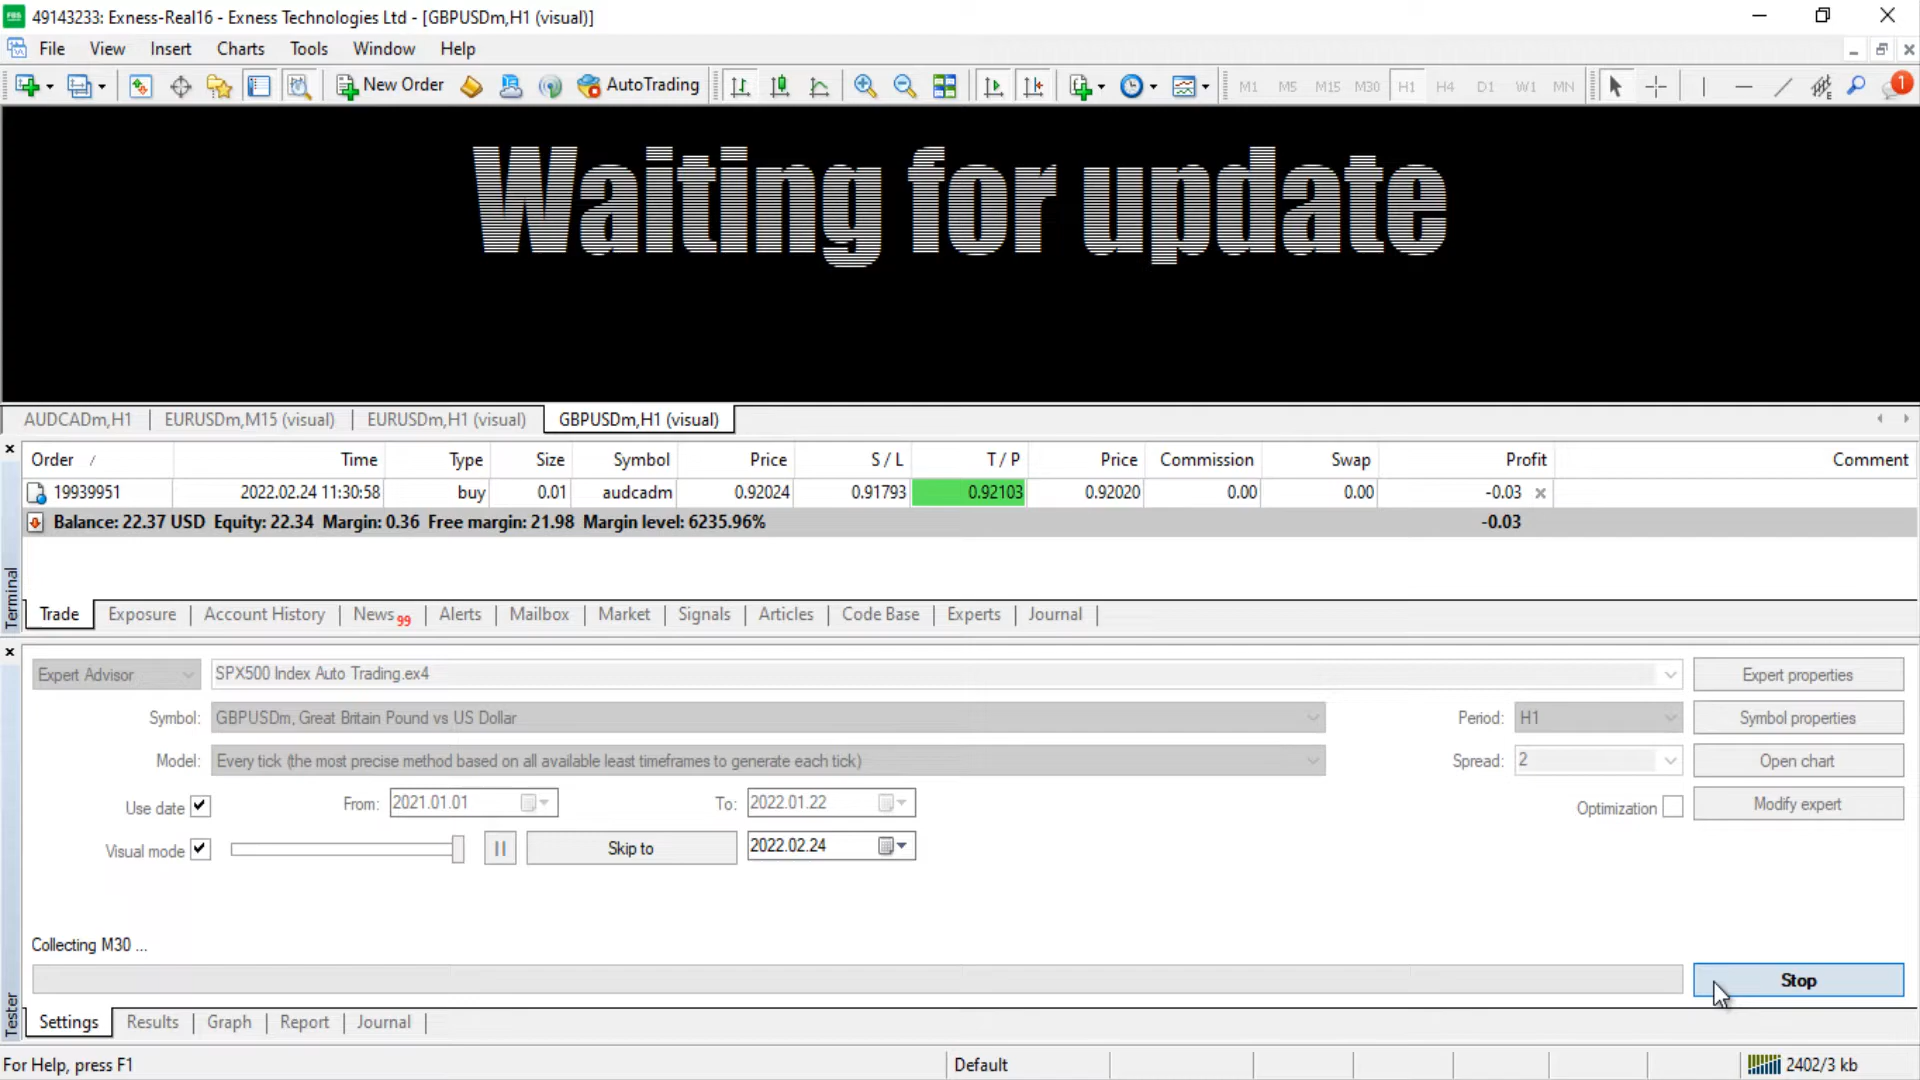 49143233: Exness-Real16 - Exness Technologies Ltd - [GBPUSDm,H1 (visual)]
File View Insert Charts Tools Window Help
New Order AutoTrading M1 M5 M15 M30 H1 H4 D1 W1 MN 1
Waiting for update
AUDCADm,H1 EURUSDm,M15 (visual) EURUSDm,H1 (visual) GBPUSDm,H1 (visual)
Order / Time Type Size Symbol Price S / L T / P Price Commission Swap Profit Comment
19939951 2022.02.24 11:30:58 buy 0.01 audcadm 0.92024 0.91793 0.92103 0.92020 0.00 0.00 -0.03
Balance: 22.37 USD Equity: 22.34 Margin: 0.36 Free margin: 21.98 Margin level: 6235.96% -0.03
Terminal
Trade Exposure Account History News 99 Alerts Mailbox Market Signals Articles Code Base Experts Journal
Expert Advisor SPX500 Index Auto Trading.ex4 Expert properties
Symbol: GBPUSDm, Great Britain Pound vs US Dollar Period: H1 Symbol properties
Model: Every tick (the most precise method based on all available least timeframes to generate each tick) Spread: 2 Open chart
Use date From: 2021.01.01 To: 2022.01.22 Optimization Modify expert
Visual mode Skip to 2022.02.24
Collecting M30 ...
Stop
Tester
Settings Results Graph Report Journal
For Help, press F1 Default 2402/3 kb